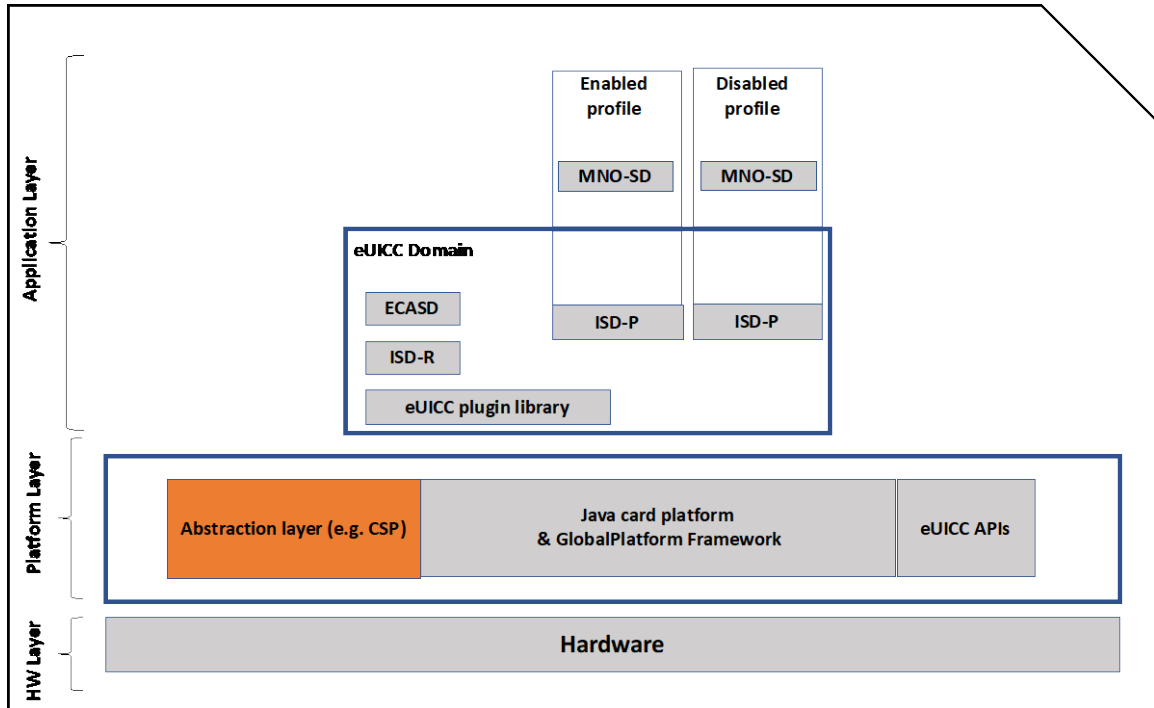 Application Layer
Enabled
profile
Disabled
profile
MNO-SD
MNO-SD
eUICC Domain
ECASD
ISD-P
ISD-P
ISD-R
eUICC plugin library
Platform Layer
Abstraction layer (e.g. CSP)
Java card platform
& GlobalPlatform Framework
eUICC APIs
HW Layer
Hardware